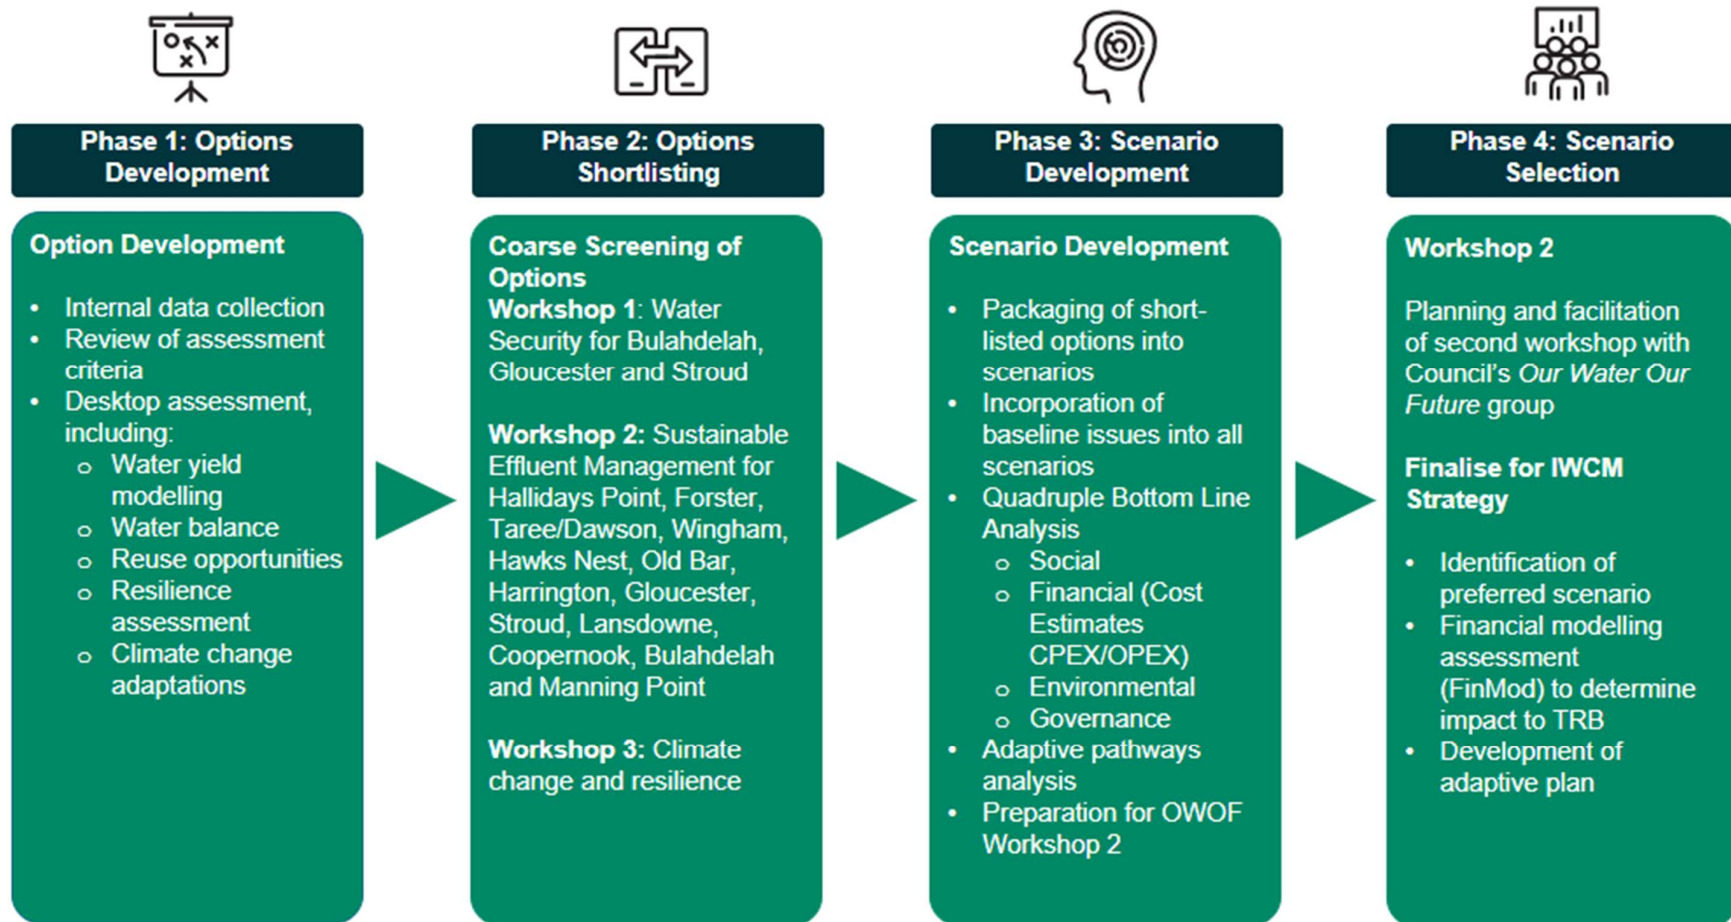 Phase 1: Options
Development
Option Development
• Internal data collection
• Review of assessment
criteria
• Desktop assessment,
including:
o Water yield
modelling
o Water balance
o Reuse opportunities
o Resilience
assessment
o Climate change
adaptations
Phase 2: Options
Shortlisting
Coarse Screening of
Options
Workshop 1: Water
Security for Bulahdelah,
Gloucester and Stroud
Workshop 2: Sustainable
Effluent Management for
Hallidays Point, Forster,
Taree/Dawson, Wingham,
Hawks Nest, Old Bar,
Harrington, Gloucester,
Stroud, Lansdowne,
Coopernook, Bulahdelah
and Manning Point
Workshop 3: Climate
change and resilience
Phase 3: Scenario
Development
Scenario Development
• Packaging of short-
listed options into
scenarios
• Incorporation of
baseline issues into all
scenarios
• Quadruple Bottom Line
Analysis
o Social
o Financial (Cost
Estimates
CPEX/OPEX)
o Environmental
o Governance
• Adaptive pathways
analysis
• Preparation for OWOF
Workshop 2
Phase 4: Scenario
Selection
Workshop 2
Planning and facilitation
of second workshop with
Council's Our Water Our
Future group
Finalise for IWCM
Strategy
• Identification of
preferred scenario
• Financial modelling
assessment
(FinMod) to determine
impact to TRB
• Development of
adaptive plan